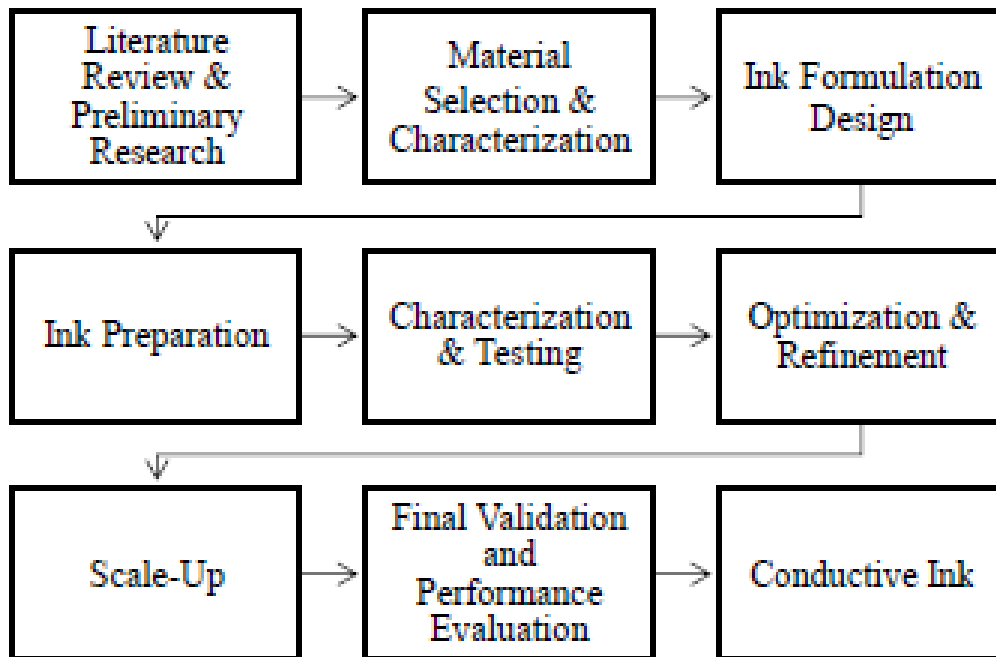 Literature
Review &
Preliminary
Research
Material
Selection &
Characterization
Ink Formulation
Design
Ink Preparation
Characterization
& Testing
Optimization &
Refinement
Scale-Up
Final Validation
and
Performance
Evaluation
Conductive Ink